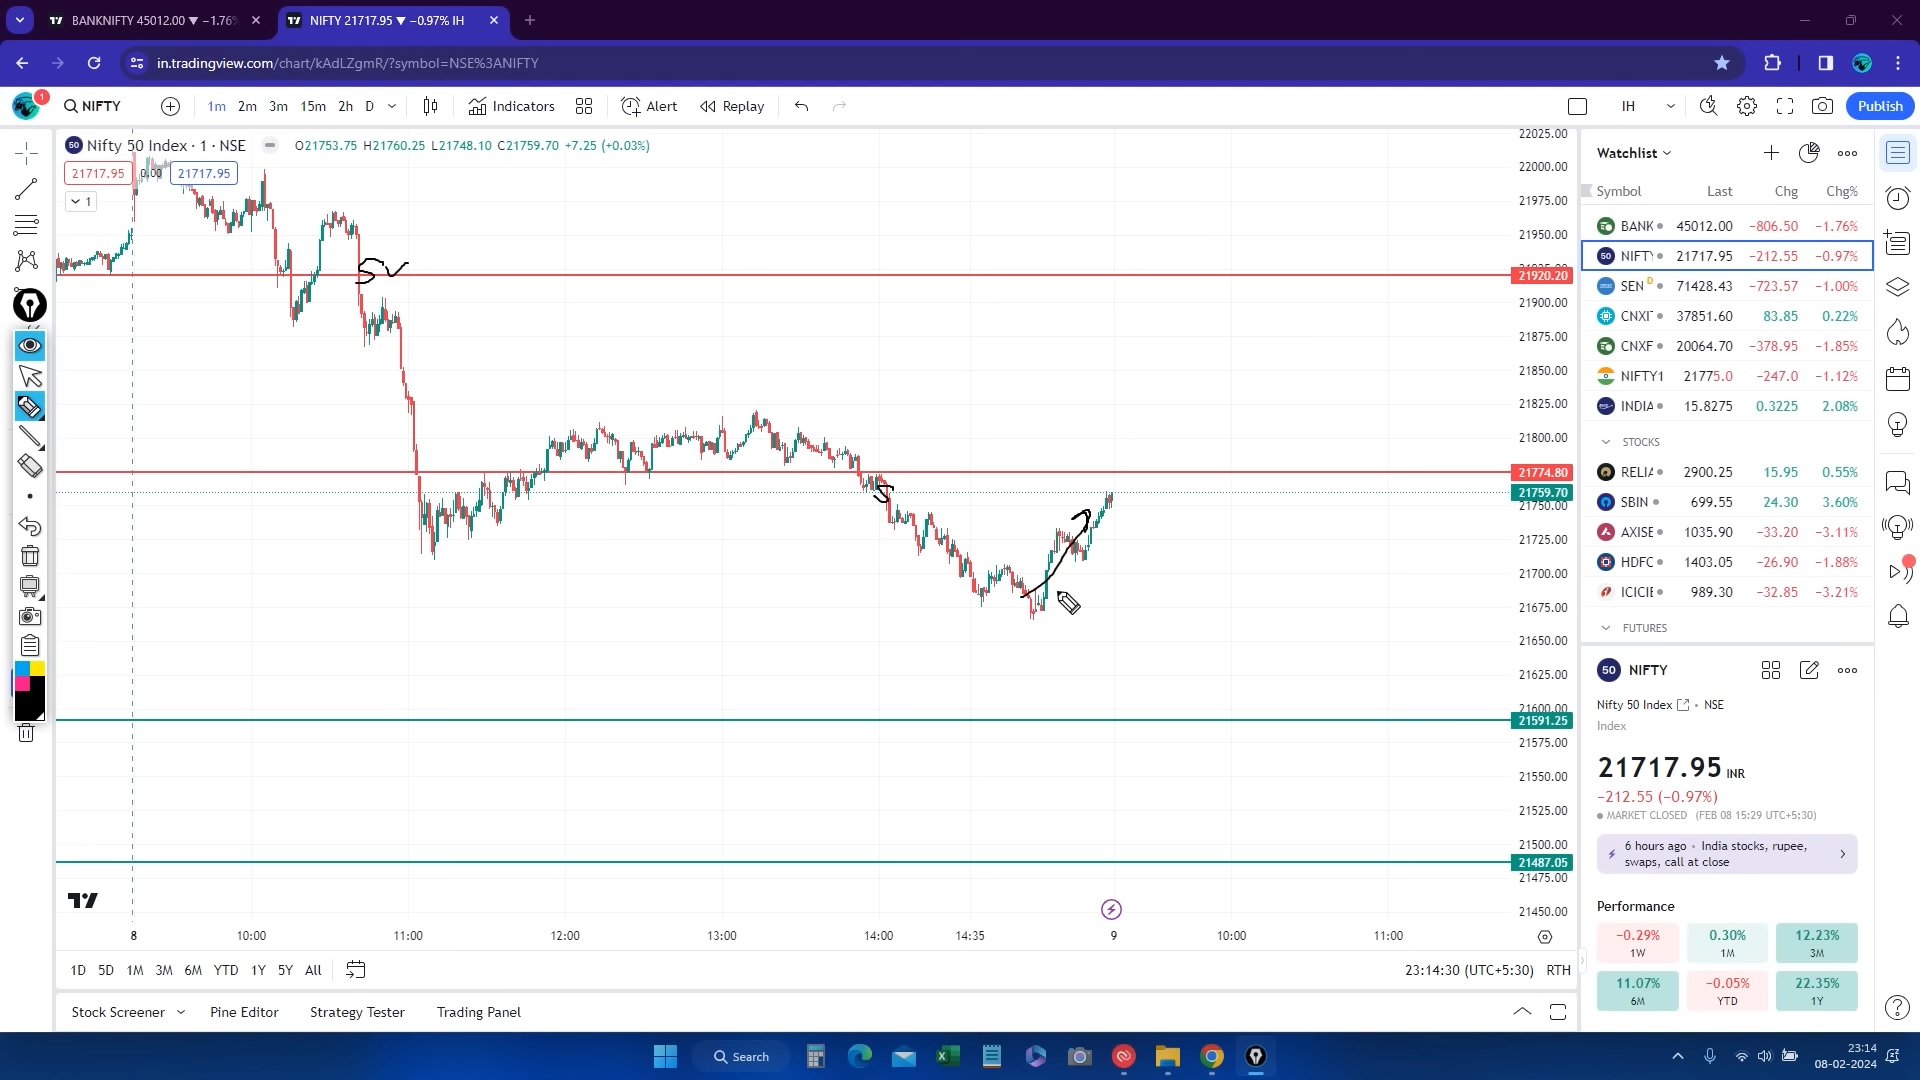 BANKNIFTY 45012.00 ▼ −1.76%
NIFTY 21717.95 ▼ −0.97% IH
in.tradingview.com/chart/kAdLZgmR/?symbol=NSE%3ANIFTY
1
NIFTY
1m 2m 3m 15m 2h D
Indicators
Alert
Replay
IH
Publish
50 Nifty 50 Index · 1 · NSE
O21753.75 H21760.25 L21748.10 C21759.70 +7.25 (+0.03%)
21717.95 0.00 21717.95
1
SV
S
22025.00
22000.00
21975.00
21950.00
21920.20
21900.00
21875.00
21850.00
21825.00
21800.00
21774.80
21759.70
21750.00
21725.00
21700.00
21675.00
21650.00
21625.00
21600.00
21591.25
21575.00
21550.00
21525.00
21500.00
21487.05
21475.00
21450.00
8 10:00 11:00 12:00 13:00 14:00 14:35 9 10:00 11:00
1D 5D 1M 3M 6M YTD 1Y 5Y All
23:14:30 (UTC+5:30) RTH
Stock Screener Pine Editor Strategy Tester Trading Panel
Watchlist
Symbol Last Chg Chg%
BANK 45012.00 −806.50 −1.76%
50 NIFTY 21717.95 −212.55 −0.97%
SEN D 71428.43 −723.57 −1.00%
CNXIT 37851.60 83.85 0.22%
CNXF 20064.70 −378.95 −1.85%
NIFTY1 21775.0 −247.0 −1.12%
INDIA 15.8275 0.3225 2.08%
STOCKS
RELIA 2900.25 15.95 0.55%
SBIN 699.55 24.30 3.60%
AXISB 1035.90 −33.20 −3.11%
HDFC 1403.05 −26.90 −1.88%
ICICIB 989.30 −32.85 −3.21%
FUTURES
50 NIFTY
Nifty 50 Index • NSE
Index
21717.95 INR
−212.55 (−0.97%)
MARKET CLOSED (FEB 08 15:29 UTC+5:30)
6 hours ago • India stocks, rupee,
swaps, call at close
Performance
−0.29% 0.30% 12.23%
1W 1M 3M
11.07% −0.05% 22.35%
6M YTD 1Y
Search
23:14
08-02-2024